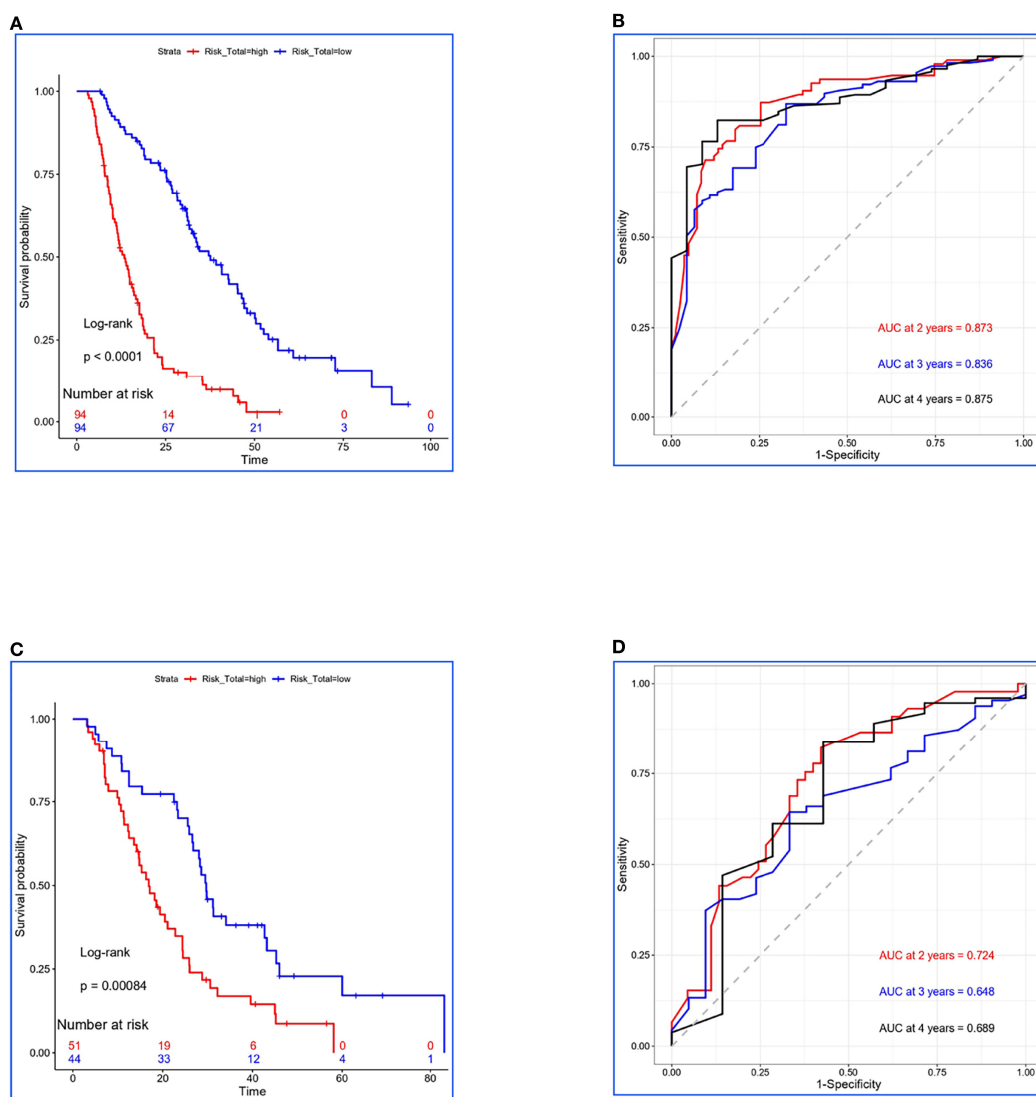 A
Strata Risk_Total=high Risk_Total=low
Survival probability
1.00
0.75
0.50
0.25
0.00
Log-rank
p < 0.0001
Number at risk
94 14 1 0 0
94 67 21 3 0
0 25 50 75 100
Time
B
Sensitivity
1.00
0.75
0.50
0.25
0.00
AUC at 2 years = 0.873
AUC at 3 years = 0.836
AUC at 4 years = 0.875
0.00 0.25 0.50 0.75 1.00
1-Specificity
C
Strata Risk_Total=high Risk_Total=low
Survival probability
1.00
0.75
0.50
0.25
0.00
Log-rank
p = 0.00084
Number at risk
51 19 6 0 0
44 33 12 4 1
0 20 40 60 80
Time
D
Sensitivity
1.00
0.75
0.50
0.25
0.00
AUC at 2 years = 0.724
AUC at 3 years = 0.648
AUC at 4 years = 0.689
0.00 0.25 0.50 0.75 1.00
1-Specificity